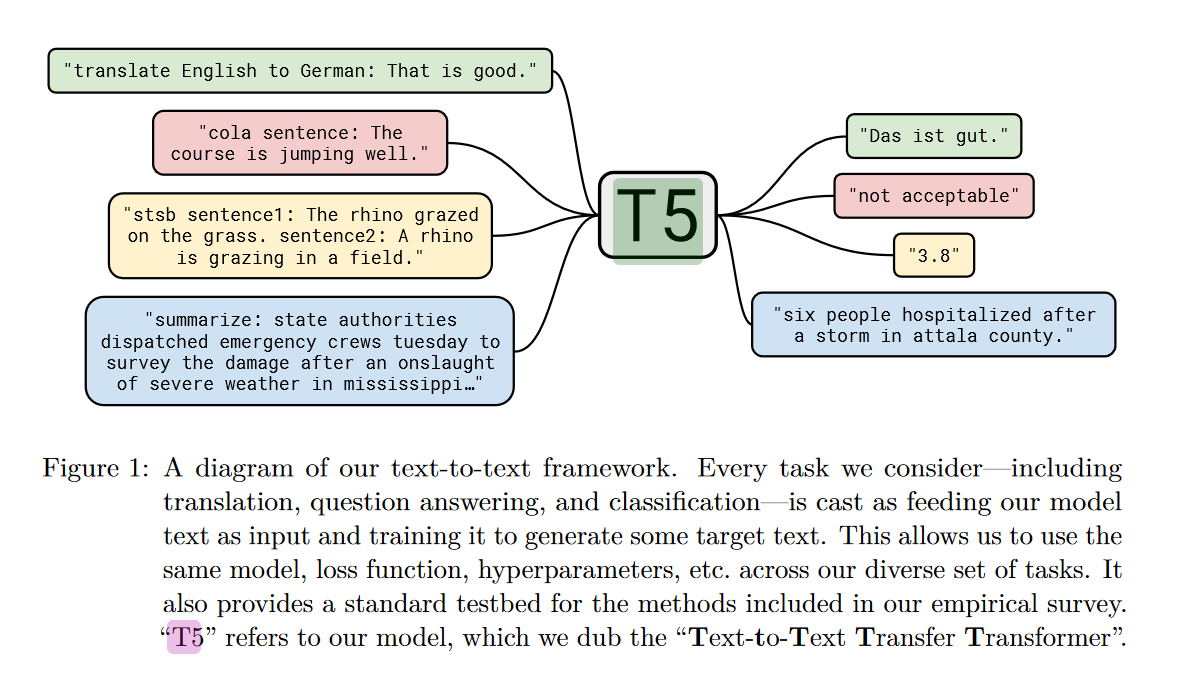 "translate English to German: That is good."
"cola sentence: The
course is jumping well."
"stsb sentence1: The rhino grazed
on the grass. sentence2: A rhino
is grazing in a field."
"summarize: state authorities
dispatched emergency crews tuesday to
survey the damage after an onslaught
of severe weather in mississippi…"
T5
"Das ist gut."
"not acceptable"
"3.8"
"six people hospitalized after
a storm in attala county."
Figure 1: A diagram of our text-to-text framework. Every task we consider—including
translation, question answering, and classification—is cast as feeding our model
text as input and training it to generate some target text. This allows us to use the
same model, loss function, hyperparameters, etc. across our diverse set of tasks. It
also provides a standard testbed for the methods included in our empirical survey.
“T5” refers to our model, which we dub the “Text-to-Text Transfer Transformer”.